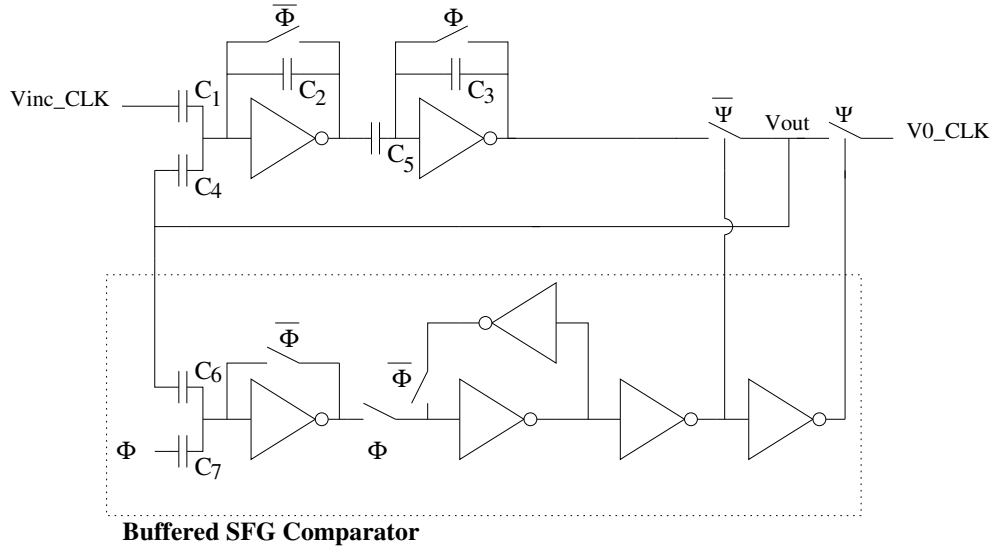 Φ̅ Φ
C2 C3
Vinc_CLK C1
Ψ̅ Vout Ψ V0_CLK
C5
C4
Φ̅
C6 Φ̅
Φ C7 Φ
Buffered SFG Comparator